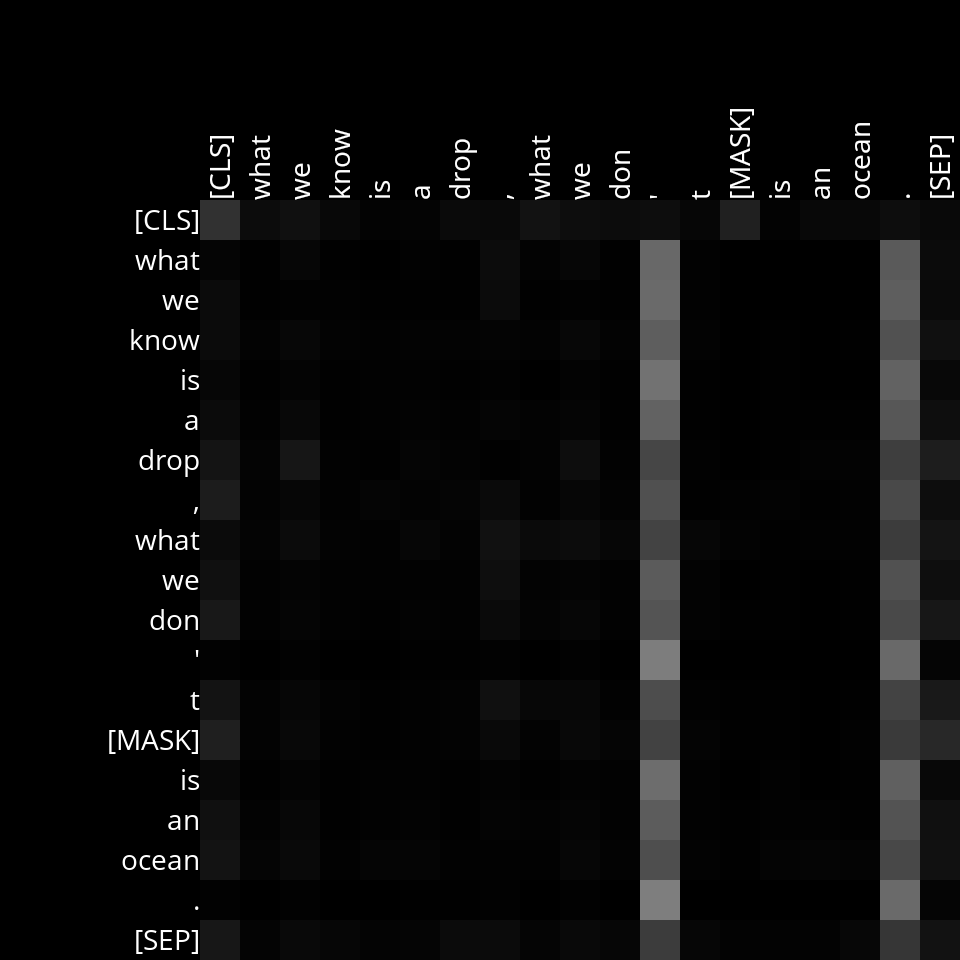 [CLS] what we know is a drop , what we don ' t [MASK] is an ocean . [SEP]
[CLS]
what
we
know
is
a
drop
,
what
we
don
'
t
[MASK]
is
an
ocean
.
[SEP]